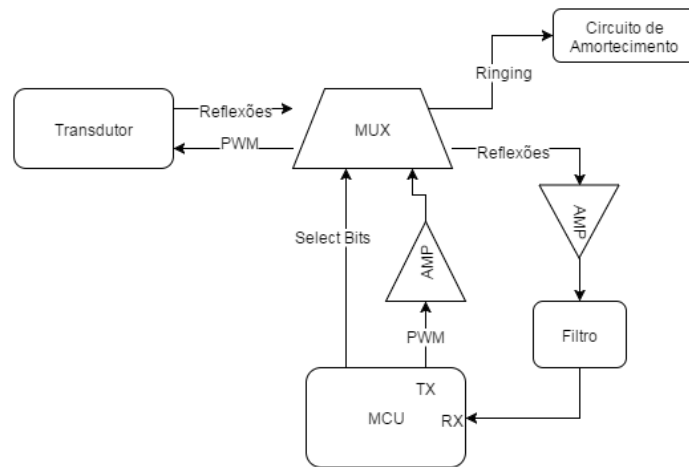 Circuito de
Amortecimento
Ringing
Reflexões
Transdutor
MUX
PWM
Reflexões
AMP
Select Bits
AMP
PWM
Filtro
TX
MCU
RX